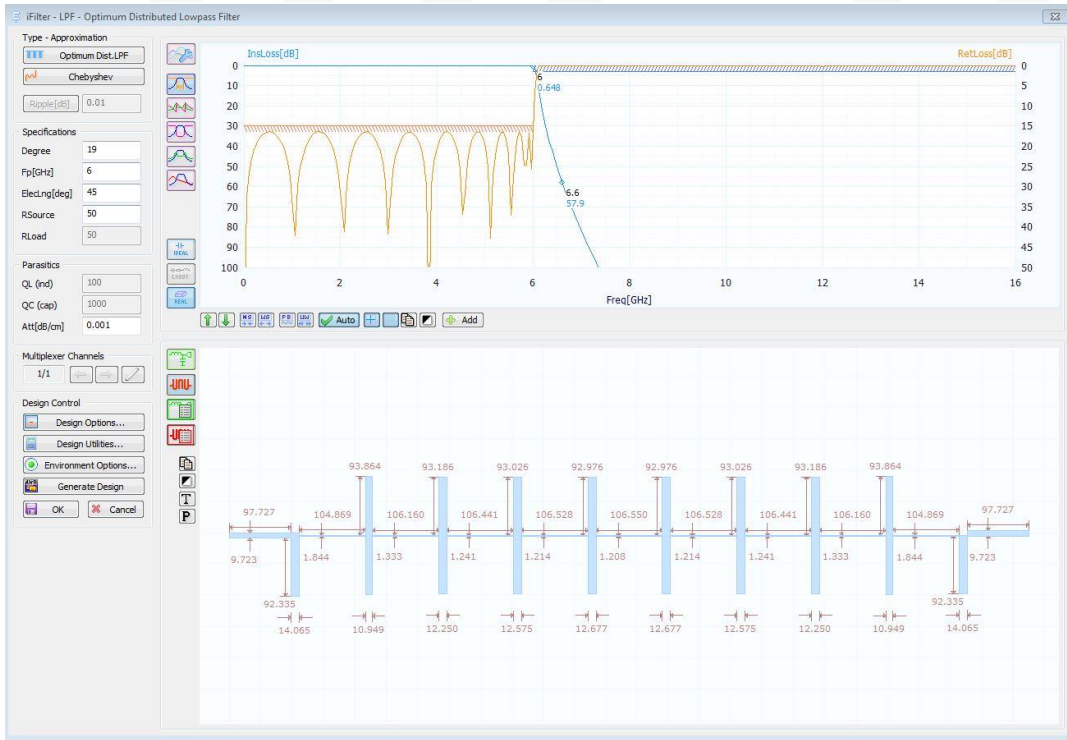 iFilter - LPF - Optimum Distributed Lowpass Filter
Type - Approximation
Optimum Dist.LPF
Chebyshev
Ripple[dB] 0.01
Specifications
Degree 19
Fp[GHz] 6
ElecLng[deg] 45
RSource 50
RLoad 50
Parasitics
QL (ind) 100
QC (cap) 1000
Att[dB/cm] 0.001
Multiplexer Channels
1/1
Design Control
Design Options...
Design Utilities...
Environment Options...
Generate Design
OK Cancel
IDEAL
LOSSY
REAL
InsLoss[dB] RetLoss[dB]
0 0
10 5
20 10
30 15
40 20
50 25
60 30
70 35
80 40
90 45
100 50
6
0.648
6.6
57.9
0 2 4 6 8 10 12 14 16
Freq[GHz]
Auto Add
T
P
93.864 93.186 93.026 92.976 92.976 93.026 93.186 93.864
97.727 104.869 106.160 106.441 106.528 106.550 106.528 106.441 106.160 104.869 97.727
9.723 1.844 1.333 1.241 1.214 1.208 1.214 1.241 1.333 1.844 9.723
92.335 92.335
14.065 10.949 12.250 12.575 12.677 12.677 12.575 12.250 10.949 14.065